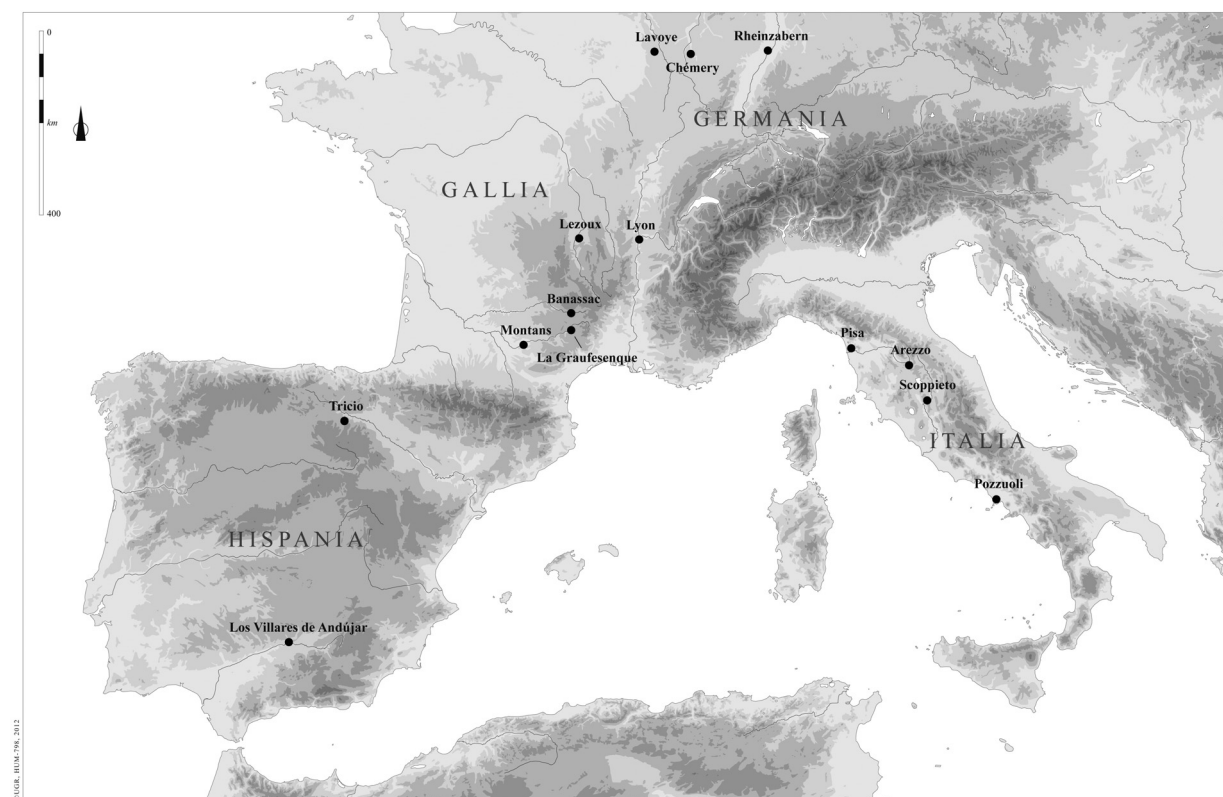 0
km
400
Lavoye
Chémery
Rheinzabern
GERMANIA
GALLIA
Lezoux
Lyon
Banassac
Montans
La Graufesenque
Pisa
Arezzo
Scoppieto
Tricio
ITALIA
Pozzuoli
HISPANIA
Los Villares de Andújar
UGR, HUM-798, 2012